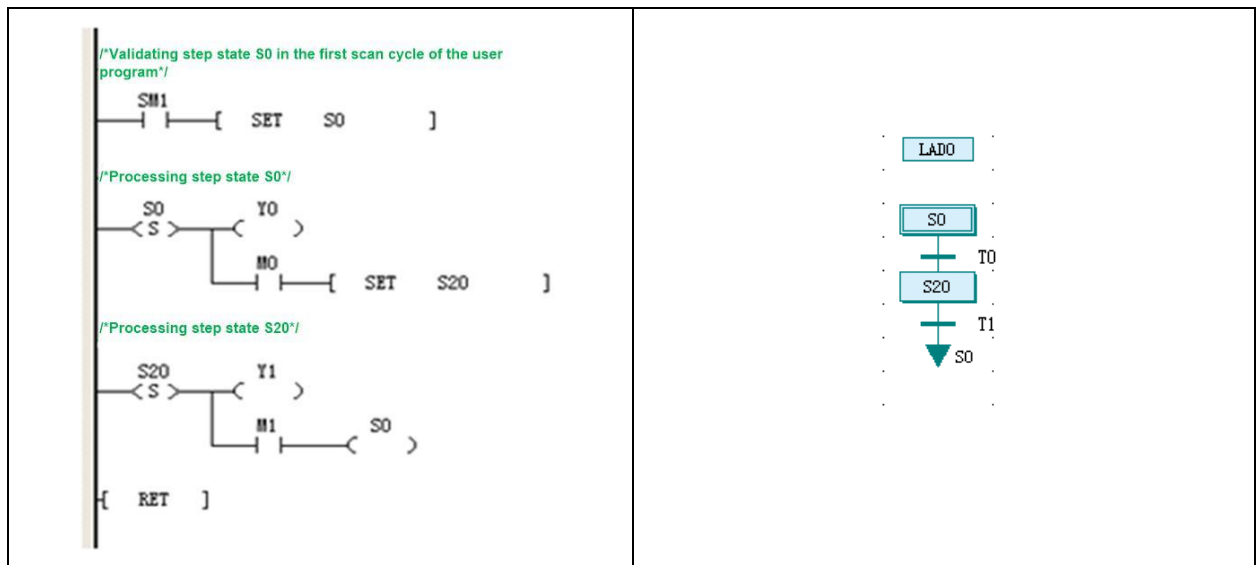 /*Validating step state S0 in the first scan cycle of the user
program*/
SM1
[ SET S0 ]
/*Processing step state S0*/
S0 Y0
< S > ( )
M0
[ SET S20 ]
/*Processing step state S20*/
S20 Y1
< S > ( )
M1 S0
( )
[ RET ]
LAD0
S0
T0
S20
T1
S0